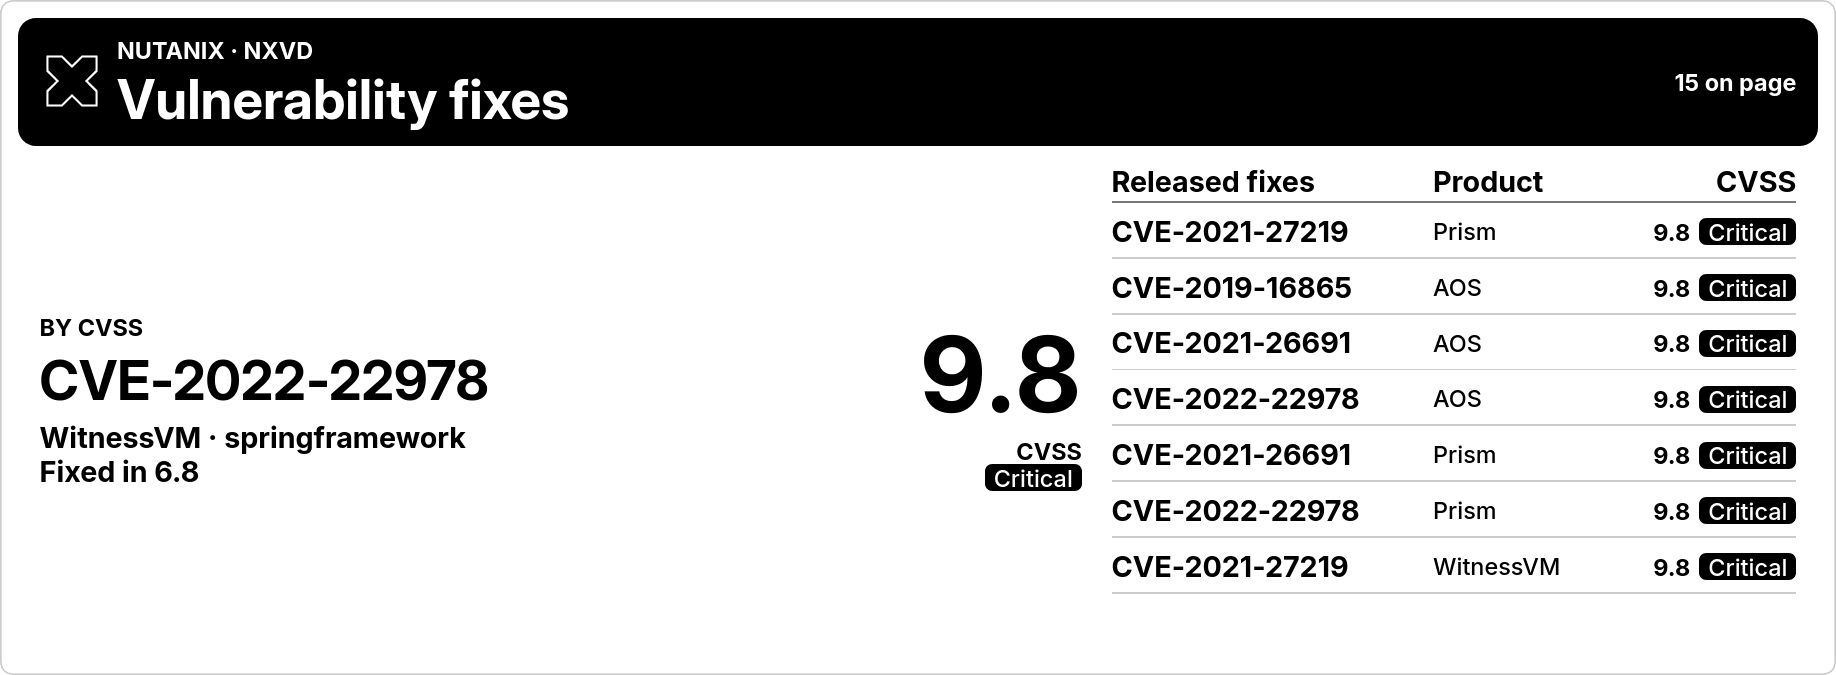 NUTANIX · NXVD
Vulnerability fixes
15 on page
BY CVSS
CVE-2022-22978
WitnessVM · springframework
Fixed in 6.8
9.8
CVSS
Critical
Released fixes Product CVSS
CVE-2021-27219 Prism 9.8 Critical
CVE-2019-16865 AOS 9.8 Critical
CVE-2021-26691 AOS 9.8 Critical
CVE-2022-22978 AOS 9.8 Critical
CVE-2021-26691 Prism 9.8 Critical
CVE-2022-22978 Prism 9.8 Critical
CVE-2021-27219 WitnessVM 9.8 Critical